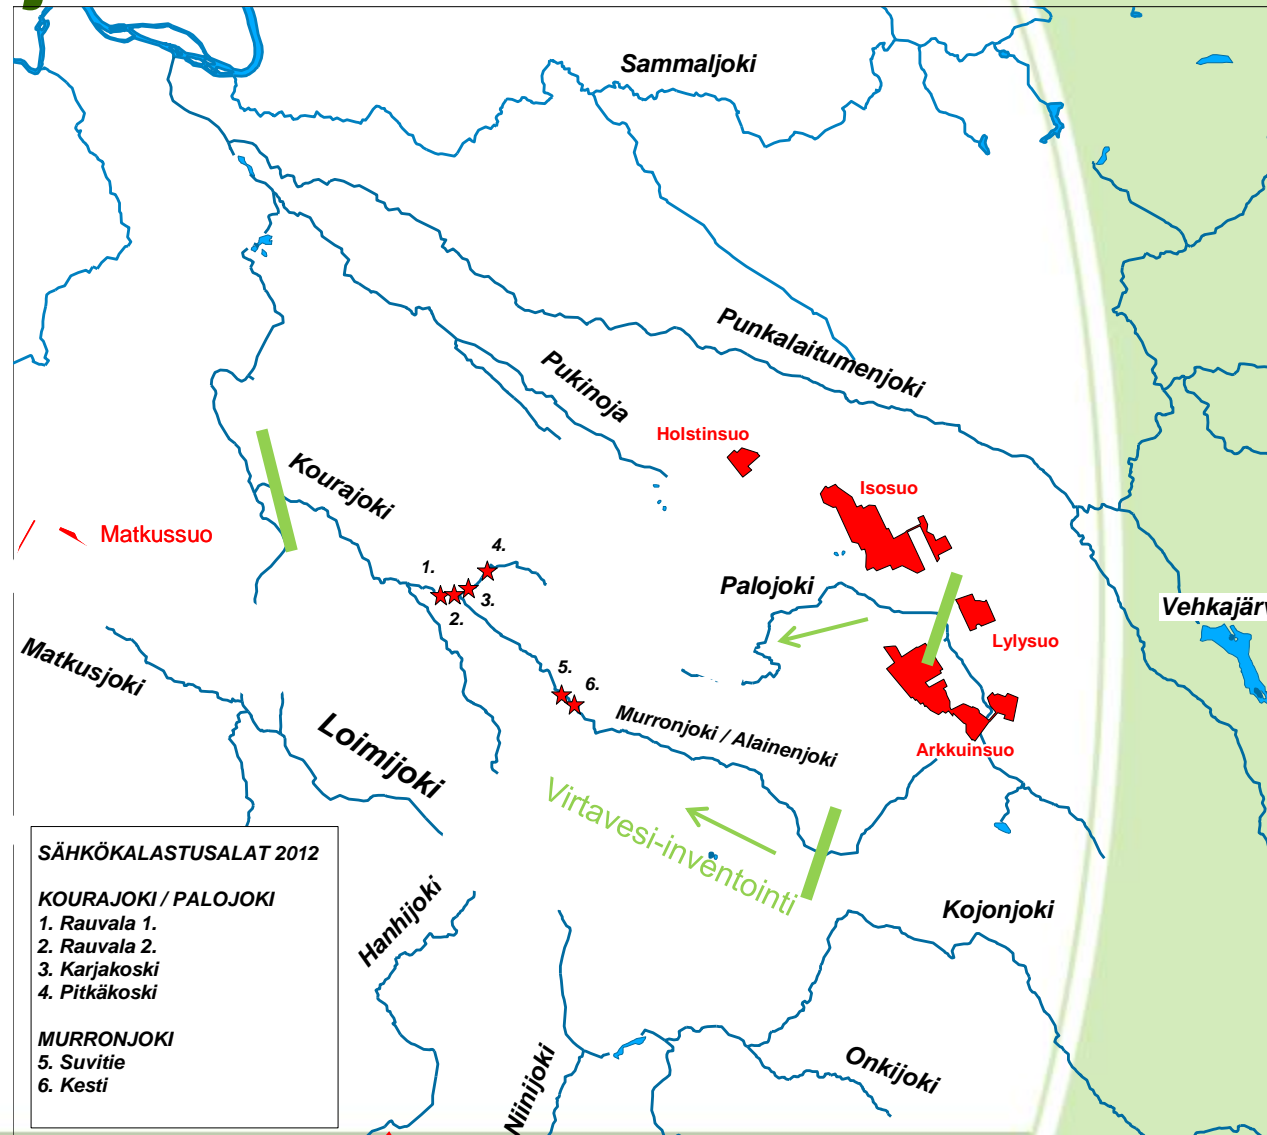 Sammaljoki
Punkalaitumenjoki
Pukinoja
Holstinsuo
Kourajoki
Isosuo
Matkussuo
4.
1.
3.
2.
Palojoki
Vehkajärv
Lylysuo
Matkusjoki
5.
6.
Murronjoki / Alainenjoki
Loimijoki
Arkkuinsuo
Virtavesi-inventointi
SÄHKÖKALASTUSALAT 2012
KOURAJOKI / PALOJOKI
1. Rauvala 1.
2. Rauvala 2.
3. Karjakoski
4. Pitkäkoski
MURRONJOKI
5. Suvitie
6. Kesti
Hanhijoki
Kojonjoki
Niinijoki
Onkijoki